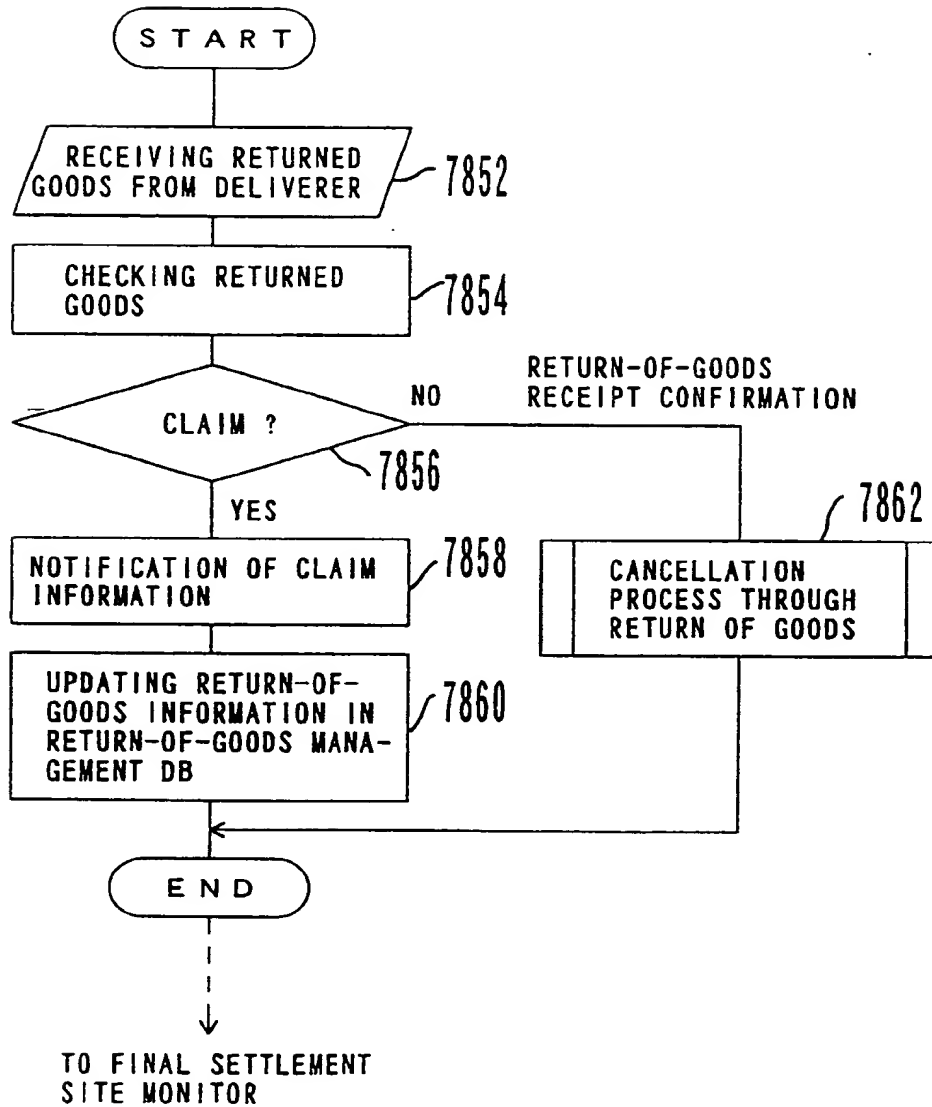 START
RECEIVING RETURNED
GOODS FROM DELIVERER
7852
CHECKING RETURNED
GOODS
7854
CLAIM ?
7856
NO
RETURN-OF-GOODS
RECEIPT CONFIRMATION
YES
7862
CANCELLATION
PROCESS THROUGH
RETURN OF GOODS
NOTIFICATION OF CLAIM
INFORMATION
7858
UPDATING RETURN-OF-
GOODS INFORMATION IN
RETURN-OF-GOODS MANA-
GEMENT DB
7860
END
TO FINAL SETTLEMENT
SITE MONITOR